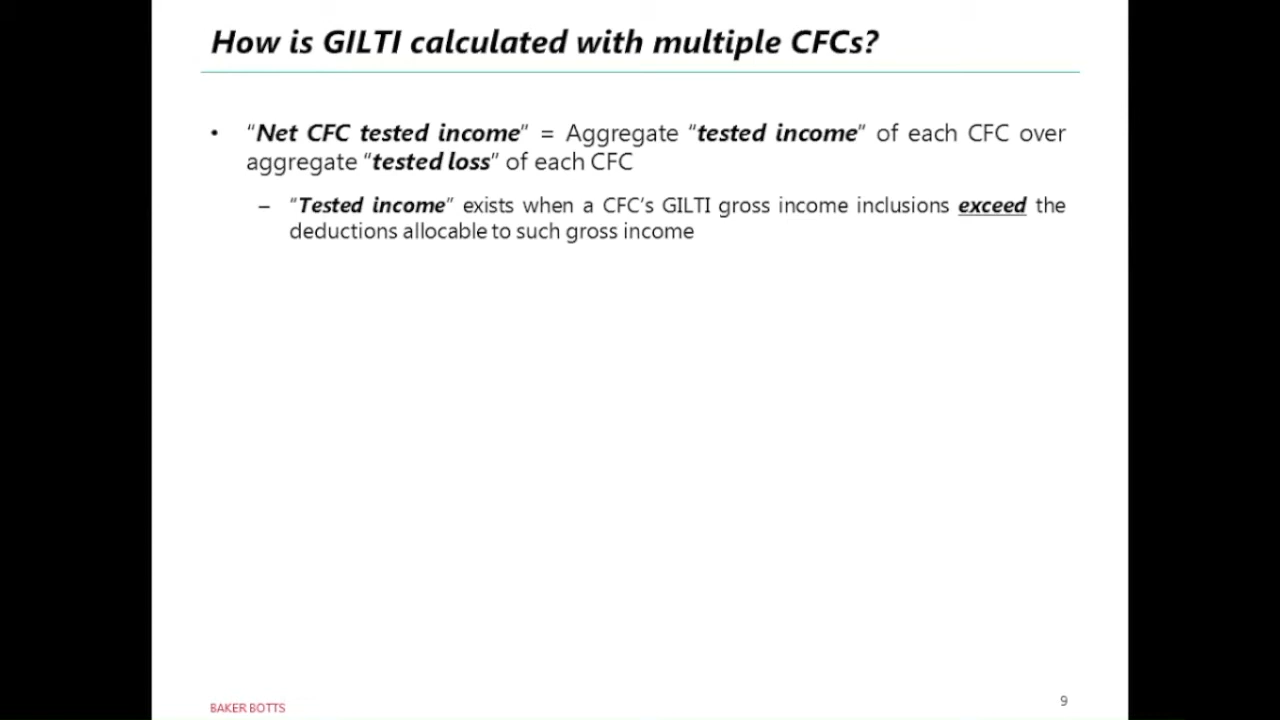 How is GILTI calculated with multiple CFCs?
• “Net CFC tested income” = Aggregate “tested income” of each CFC over
aggregate “tested loss” of each CFC
– “Tested income” exists when a CFC’s GILTI gross income inclusions exceed the
deductions allocable to such gross income
BAKER BOTTS
9